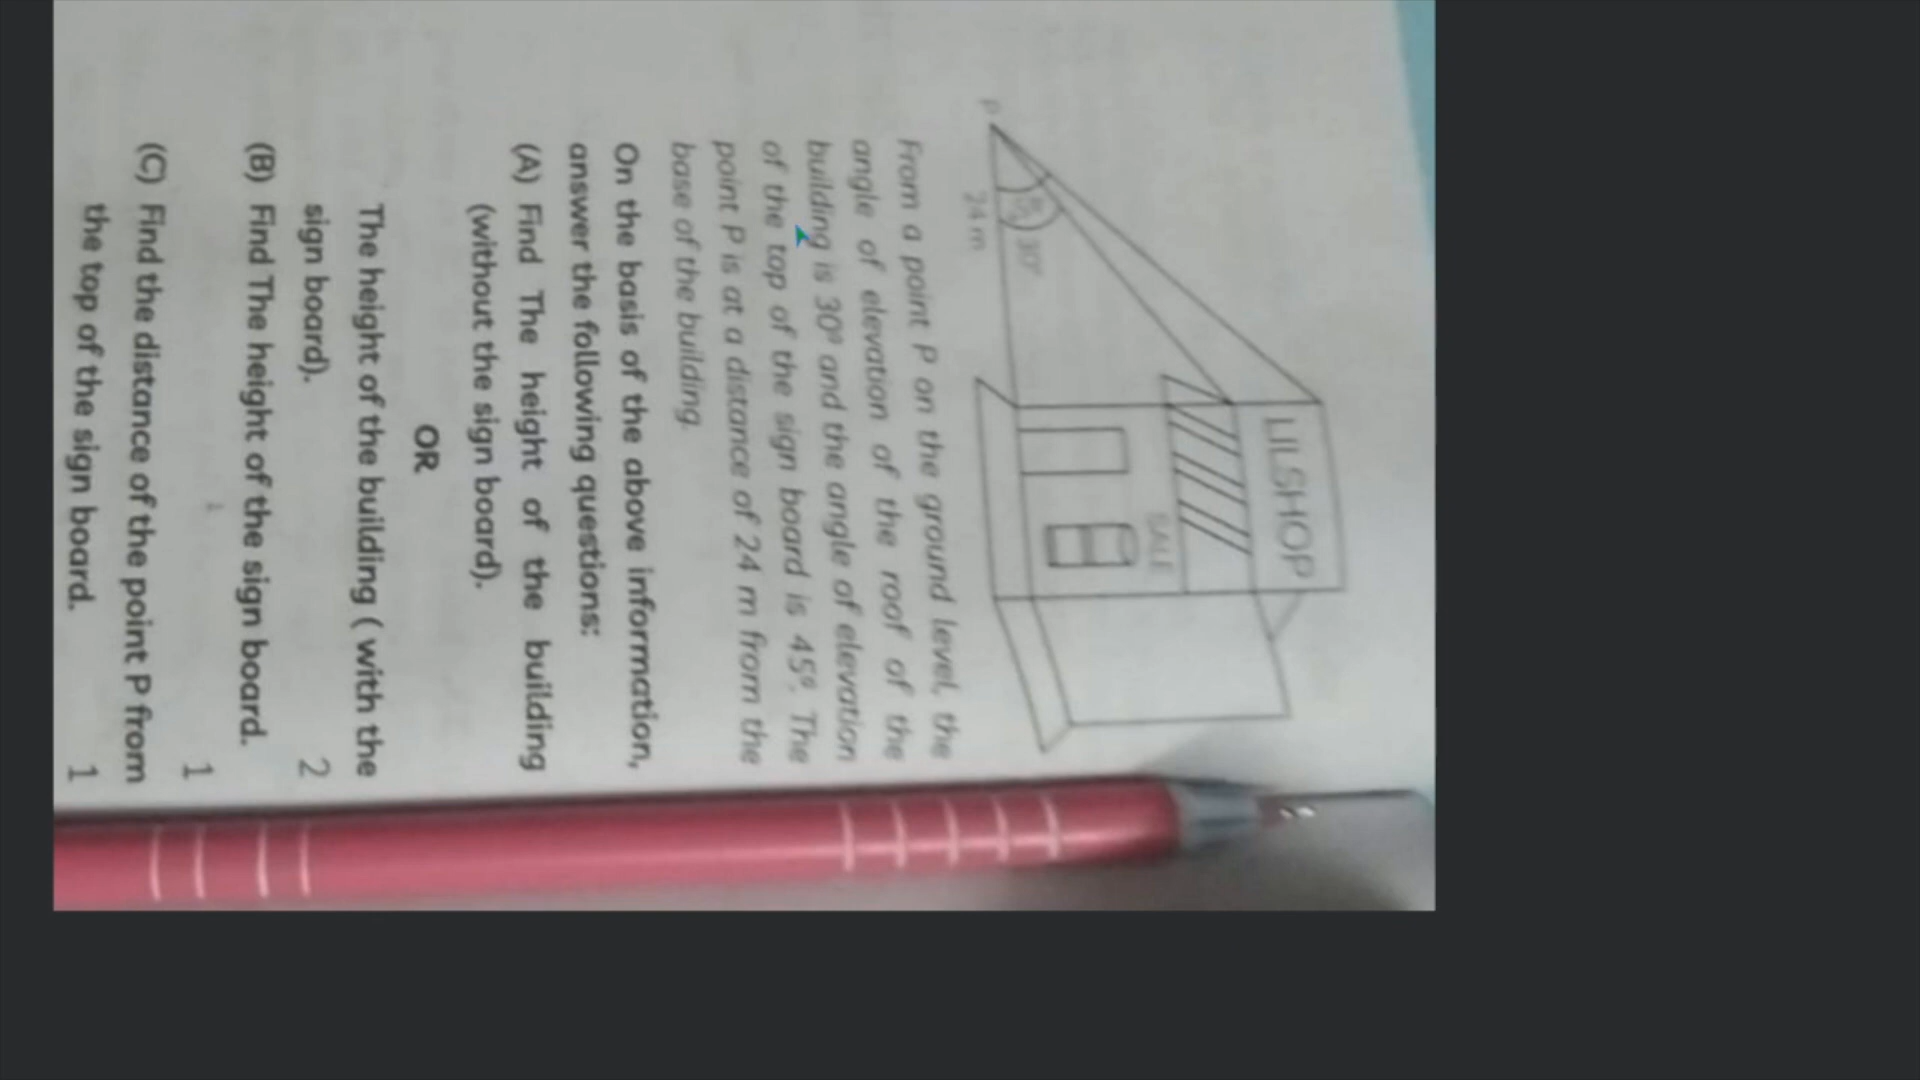 LILSHOP
SALE
P
30°
24 m
From a point P on the ground level, the
angle of elevation of the roof of the
building is 30º and the angle of elevation
of the top of the sign board is 45º. The
point P is at a distance of 24 m from the
base of the building.
On the basis of the above information,
answer the following questions:
(A) Find The height of the building
(without the sign board).
OR
The height of the building ( with the
sign board). 2
(B) Find The height of the sign board.
1
(C) Find the distance of the point P from
the top of the sign board. 1